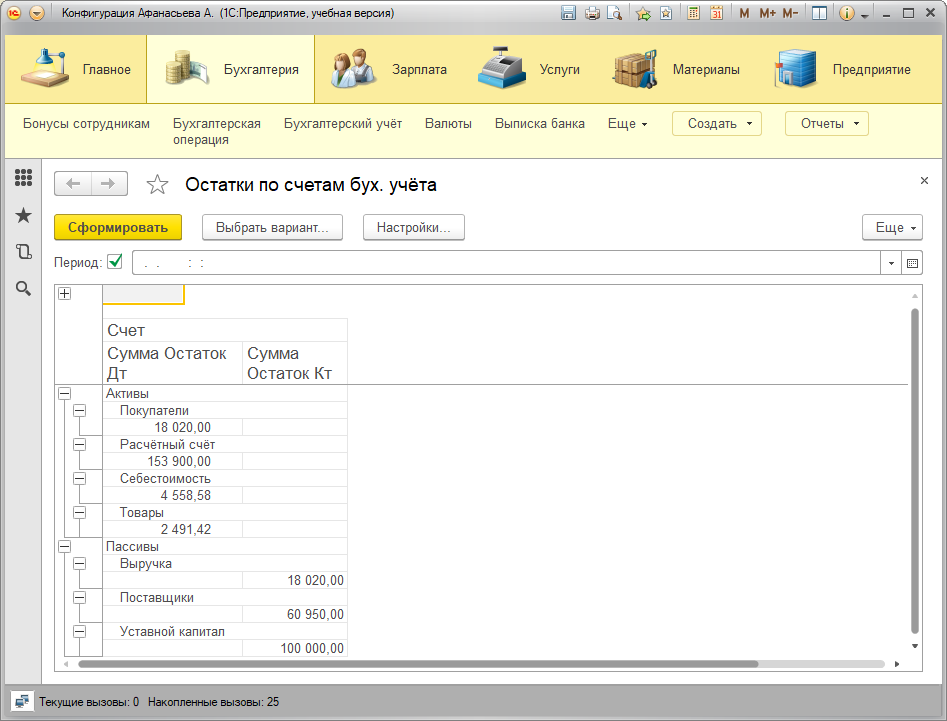 Конфигурация Афанасьева А. (1С:Предприятие, учебная версия)
M M+ M-
Главное Бухгалтерия Зарплата Услуги Материалы Предприятие
Бонусы сотрудникам Бухгалтерская операция Бухгалтерский учёт Валюты Выписка банка Еще Создать Отчеты
Остатки по счетам бух. учёта
Сформировать Выбрать вариант... Настройки... Еще
Период: . . : :
Счет
Сумма Остаток Дт Сумма Остаток Кт
Активы
Покупатели
18 020,00
Расчётный счёт
153 900,00
Себестоимость
4 558,58
Товары
2 491,42
Пассивы
Выручка
18 020,00
Поставщики
60 950,00
Уставной капитал
100 000,00
Текущие вызовы: 0 Накопленные вызовы: 25